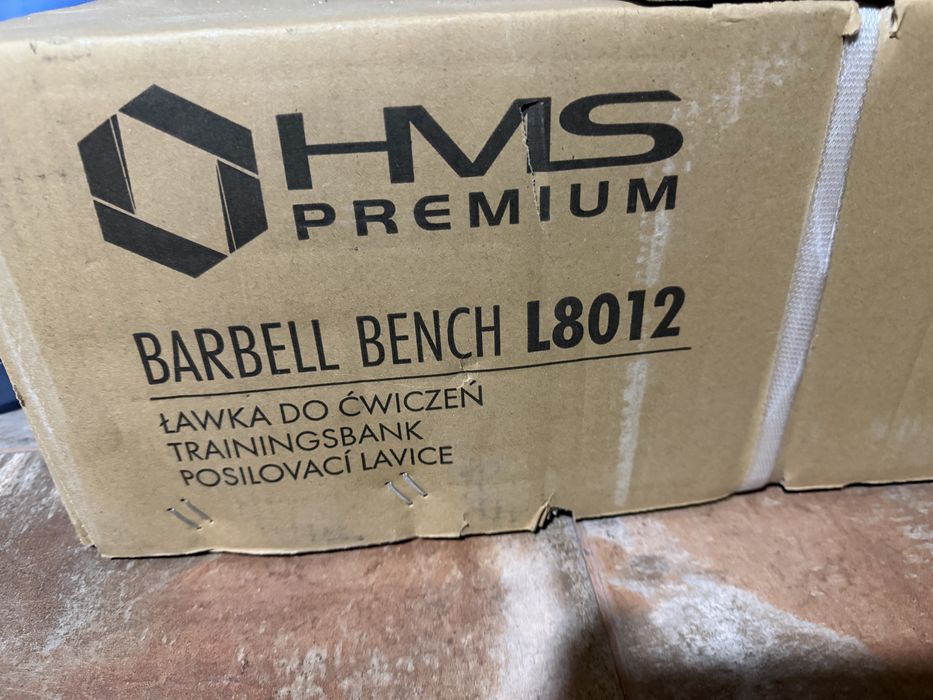 HMS
PREMIUM
BARBELL BENCH L8012
ŁAWKA DO ĆWICZEŃ
TRAININGSBANK
POSILOVACÍ LAVICE